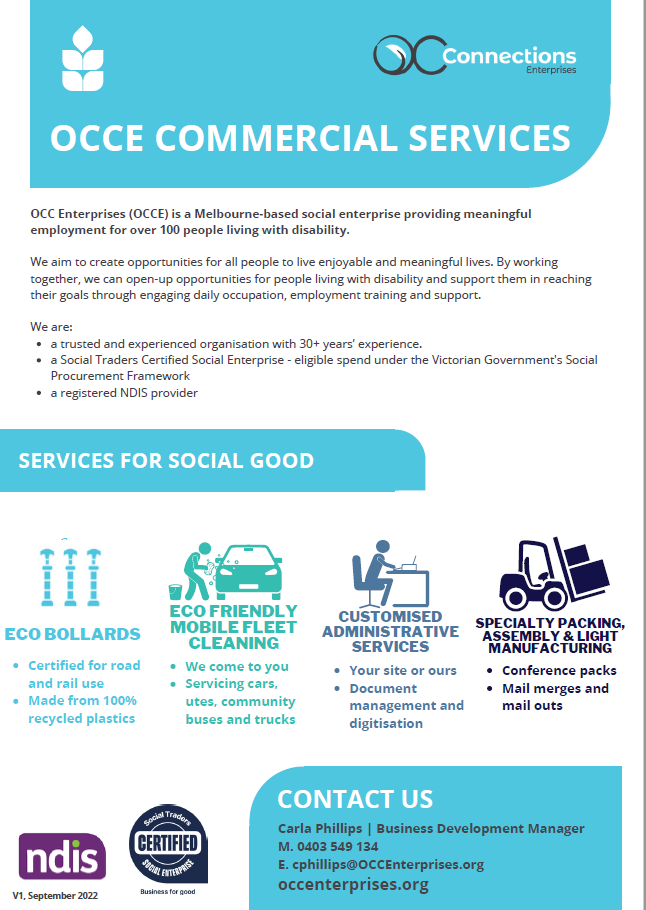 OC Connections
Enterprises
OCCE COMMERCIAL SERVICES
OCC Enterprises (OCCE) is a Melbourne-based social enterprise providing meaningful
employment for over 100 people living with disability.
We aim to create opportunities for all people to live enjoyable and meaningful lives. By working
together, we can open-up opportunities for people living with disability and support them in reaching
their goals through engaging daily occupation, employment training and support.
We are:
• a trusted and experienced organisation with 30+ years’ experience.
• a Social Traders Certified Social Enterprise - eligible spend under the Victorian Government's Social
Procurement Framework
• a registered NDIS provider
SERVICES FOR SOCIAL GOOD
ECO BOLLARDS
• Certified for road
and rail use
• Made from 100%
recycled plastics
ECO FRIENDLY
MOBILE FLEET
CLEANING
• We come to you
• Servicing cars,
utes, community
buses and trucks
CUSTOMISED
ADMINISTRATIVE
SERVICES
• Your site or ours
• Document
management and
digitisation
SPECIALTY PACKING,
ASSEMBLY & LIGHT
MANUFACTURING
• Conference packs
• Mail merges and
mail outs
ndis
V1, September 2022
Social Traders
CERTIFIED
SOCIAL ENTERPRISE
Business for good
CONTACT US
Carla Phillips | Business Development Manager
M. 0403 549 134
E. cphillips@OCCEnterprises.org
occenterprises.org